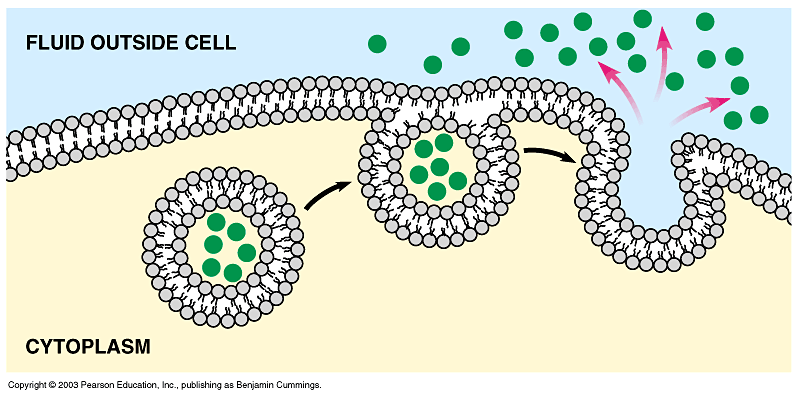 FLUID OUTSIDE CELL
CYTOPLASM
Copyright © 2003 Pearson Education, Inc., publishing as Benjamin Cummings.